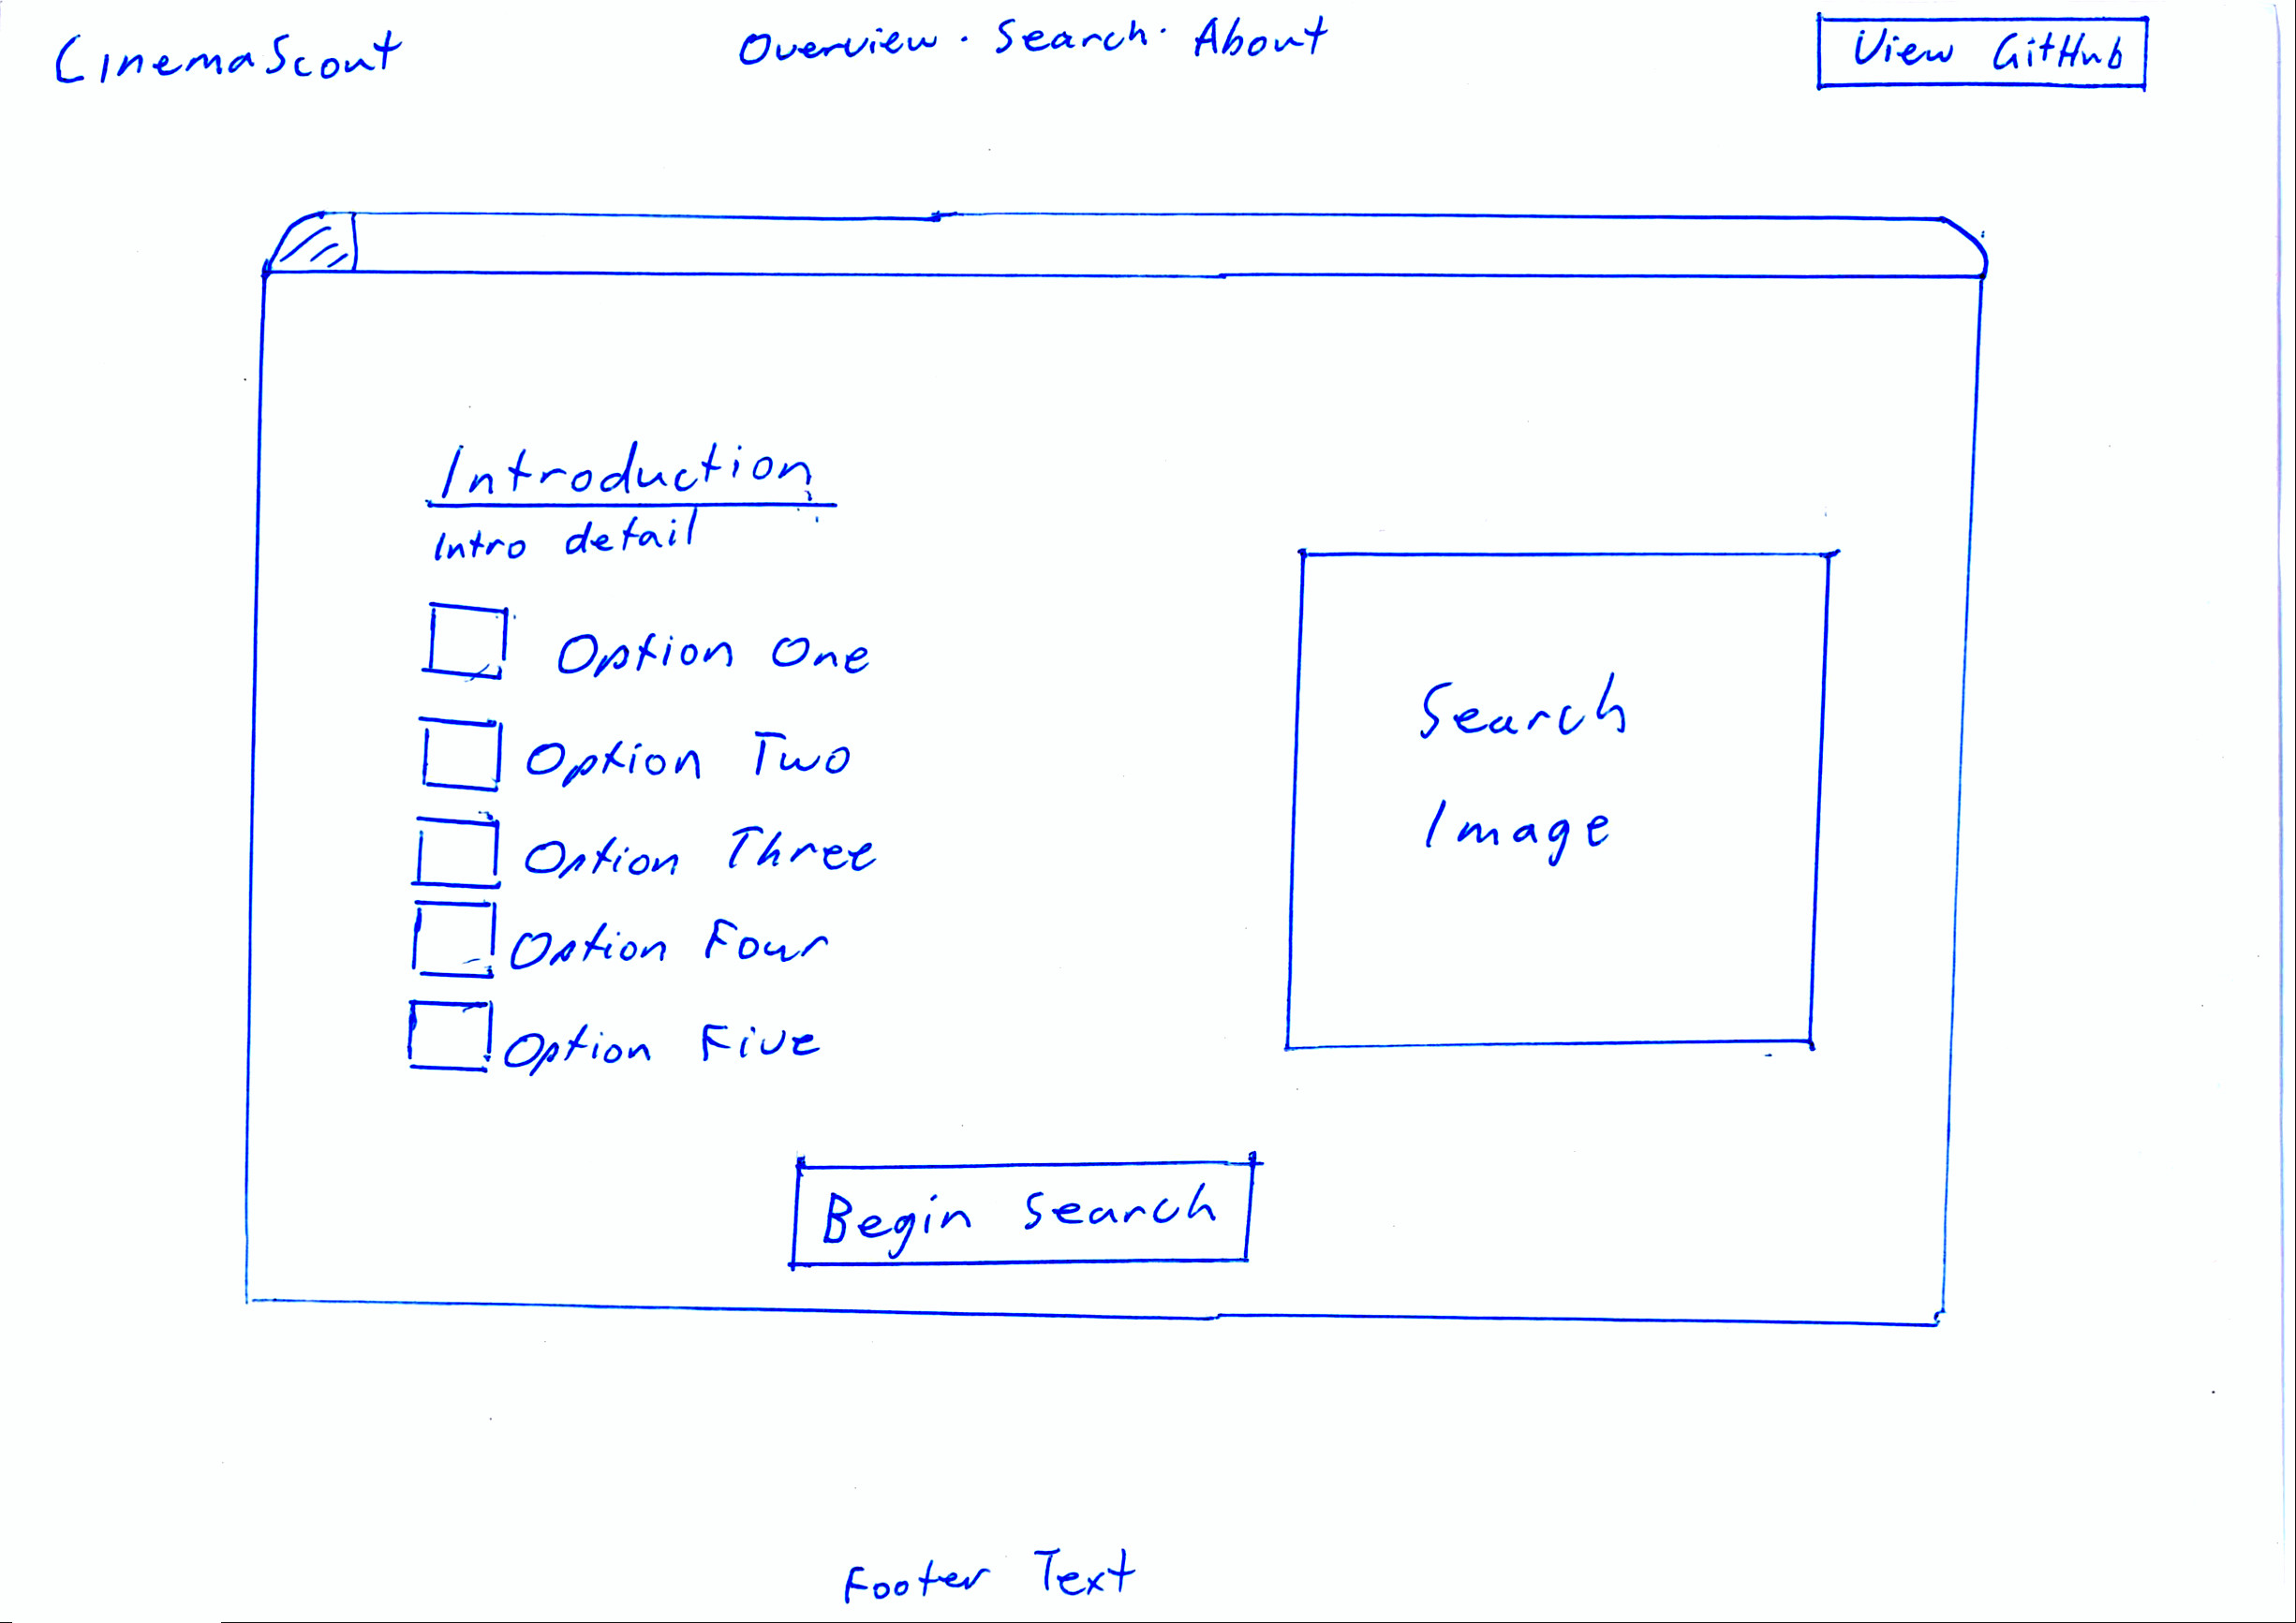 CinemaScout
Overview · Search · About
View GitHub
Introduction
Intro detail
Option One
Option Two
Option Three
Option Four
Option Five
Search
Image
Begin Search
Footer Text